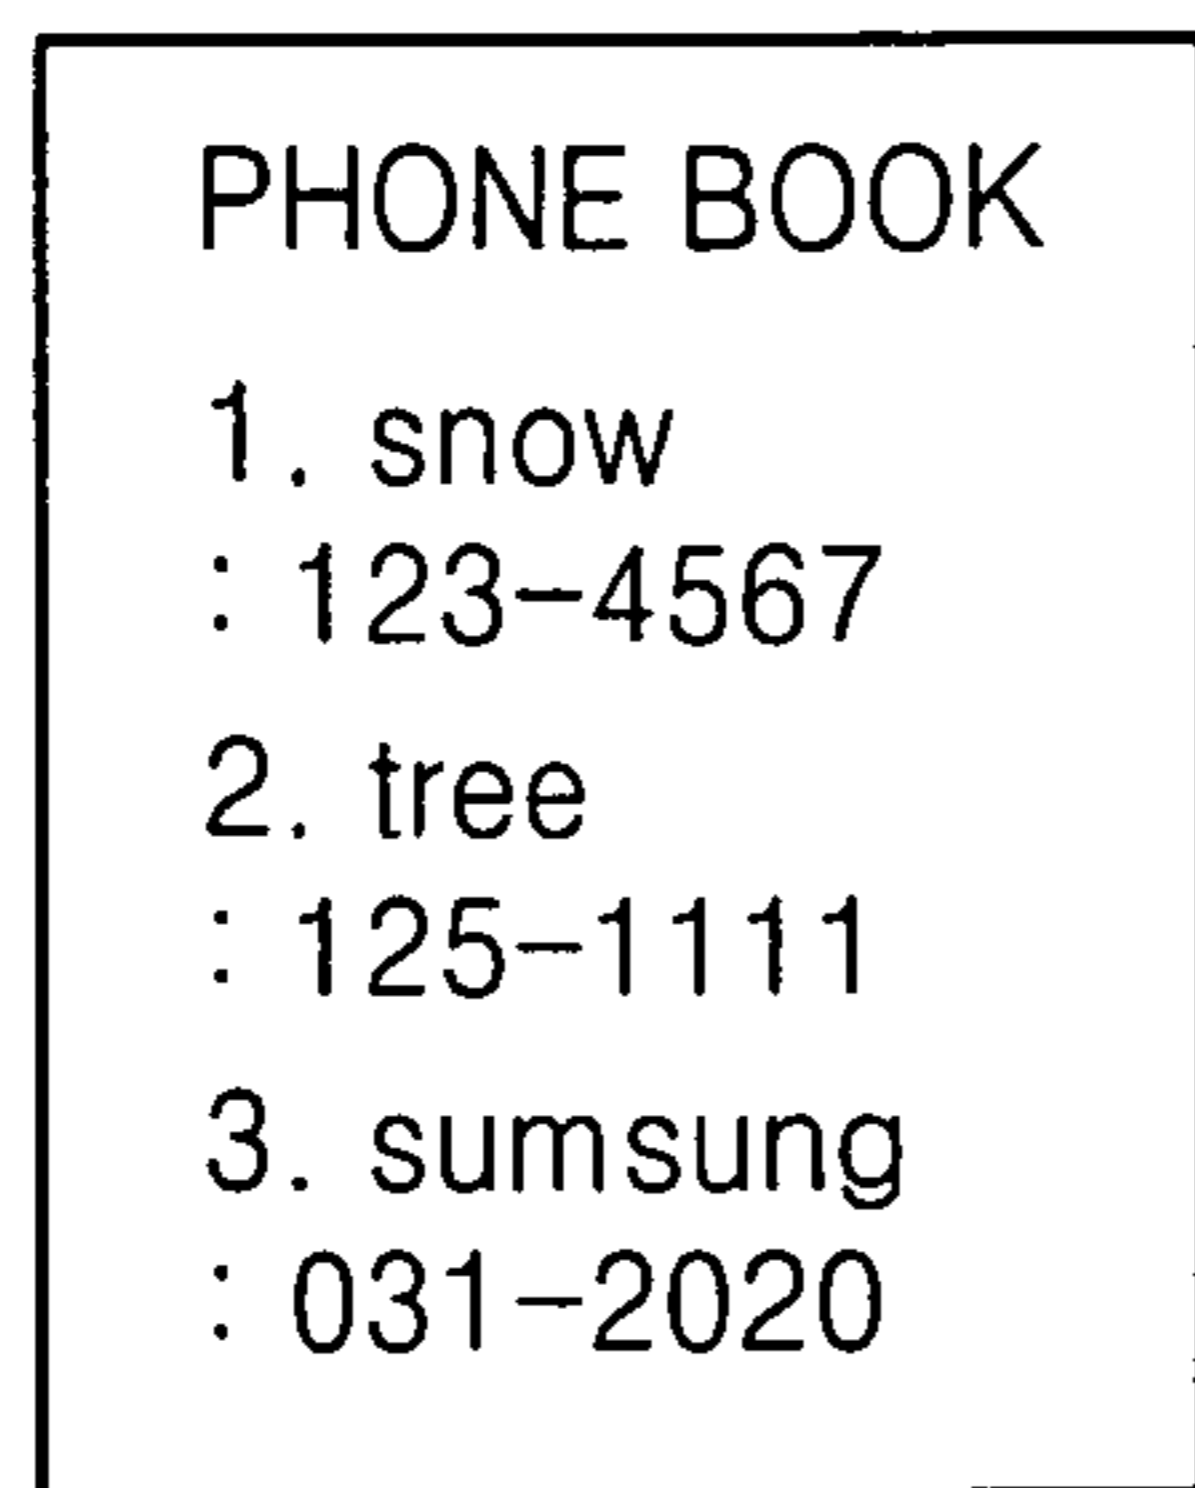 PHONE BOOK
1. snow
: 123-4567
2. tree
: 125-1111
3. sumsung
: 031-2020